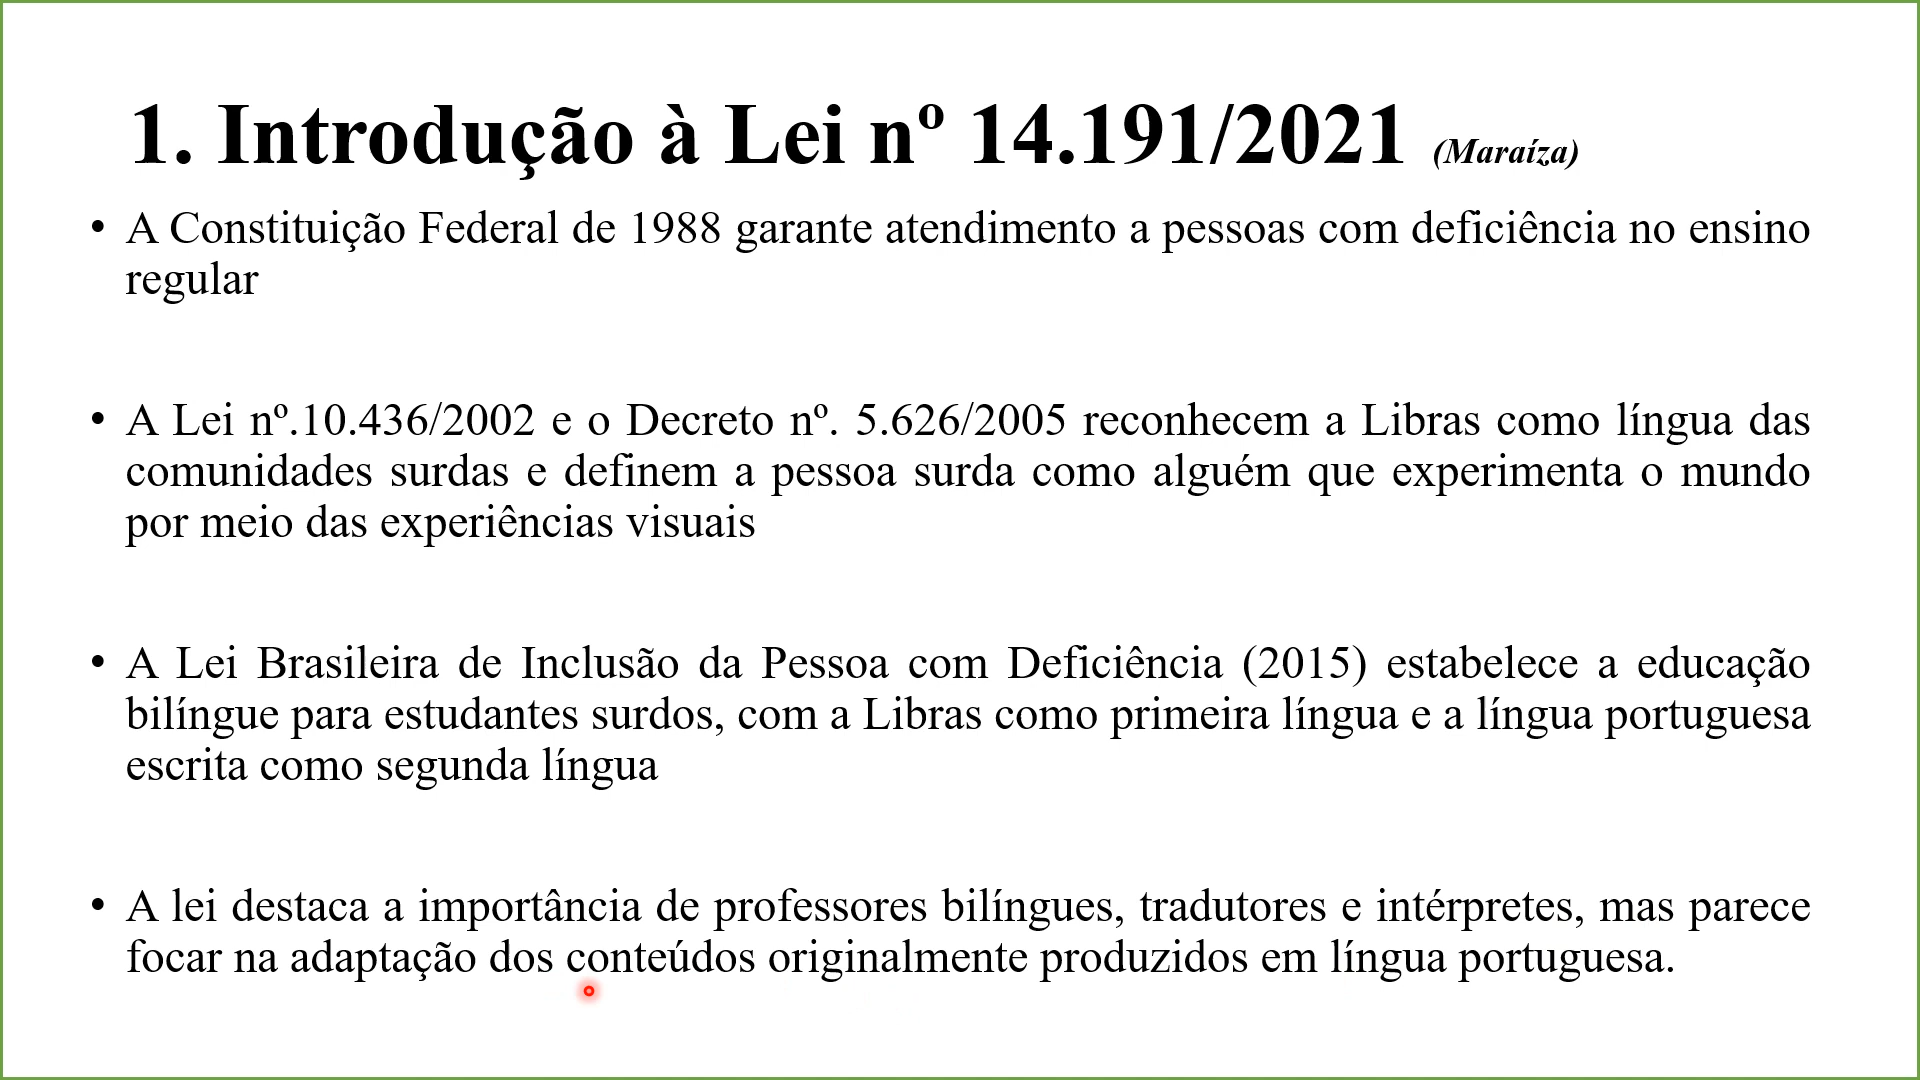 1. Introdução à Lei nº 14.191/2021 (Maraíza)
• A Constituição Federal de 1988 garante atendimento a pessoas com deficiência no ensino
regular
• A Lei nº.10.436/2002 e o Decreto nº. 5.626/2005 reconhecem a Libras como língua das
comunidades surdas e definem a pessoa surda como alguém que experimenta o mundo
por meio das experiências visuais
• A Lei Brasileira de Inclusão da Pessoa com Deficiência (2015) estabelece a educação
bilíngue para estudantes surdos, com a Libras como primeira língua e a língua portuguesa
escrita como segunda língua
• A lei destaca a importância de professores bilíngues, tradutores e intérpretes, mas parece
focar na adaptação dos conteúdos originalmente produzidos em língua portuguesa.